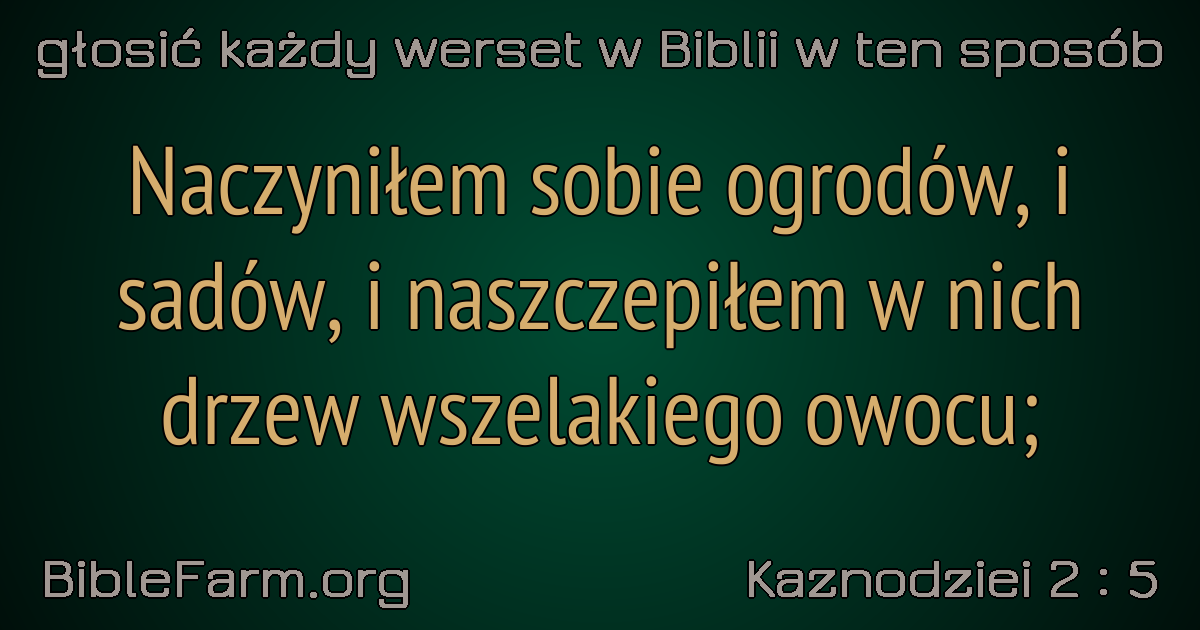 głosić każdy werset w Biblii w ten sposób
Naczyniłem sobie ogrodów, i
sadów, i naszczepiłem w nich
drzew wszelakiego owocu;
BibleFarm.org
Kaznodziei 2 : 5